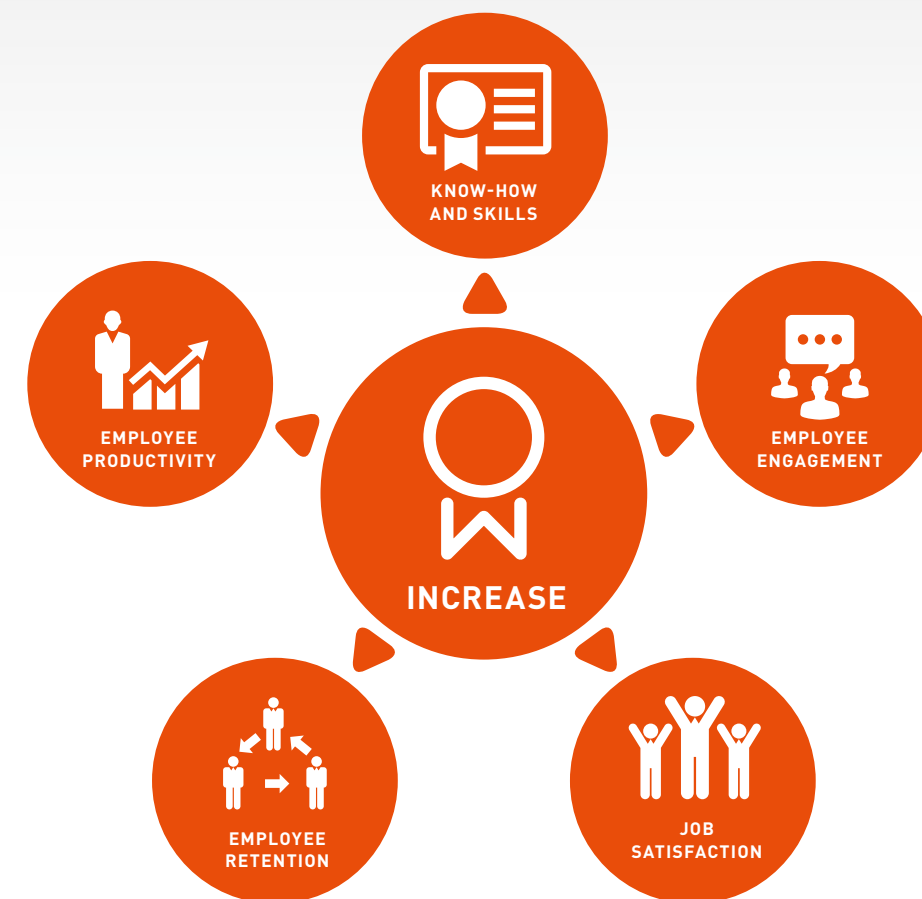 KNOW-HOW
AND SKILLS
EMPLOYEE
PRODUCTIVITY
EMPLOYEE
ENGAGEMENT
INCREASE
EMPLOYEE
RETENTION
JOB
SATISFACTION